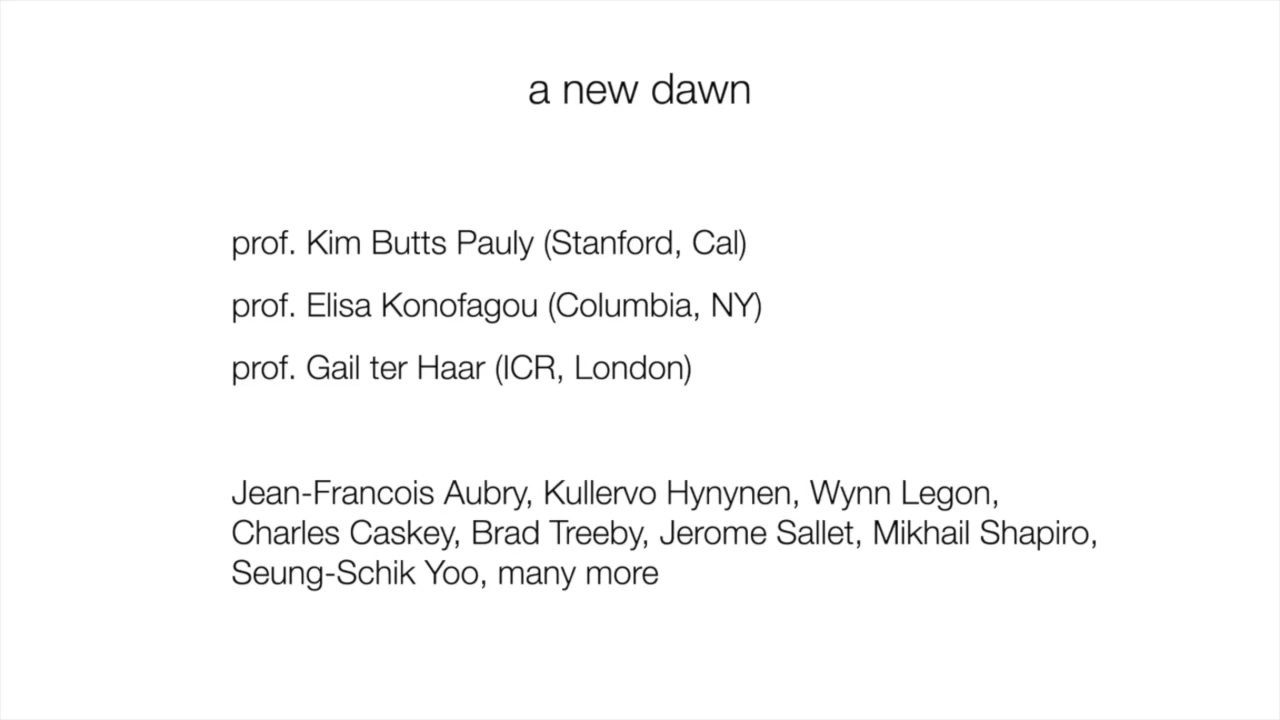 a new dawn
prof. Kim Butts Pauly (Stanford, Cal)
prof. Elisa Konofagou (Columbia, NY)
prof. Gail ter Haar (ICR, London)
Jean-Francois Aubry, Kullervo Hynynen, Wynn Legon,
Charles Caskey, Brad Treeby, Jerome Sallet, Mikhail Shapiro,
Seung-Schik Yoo, many more